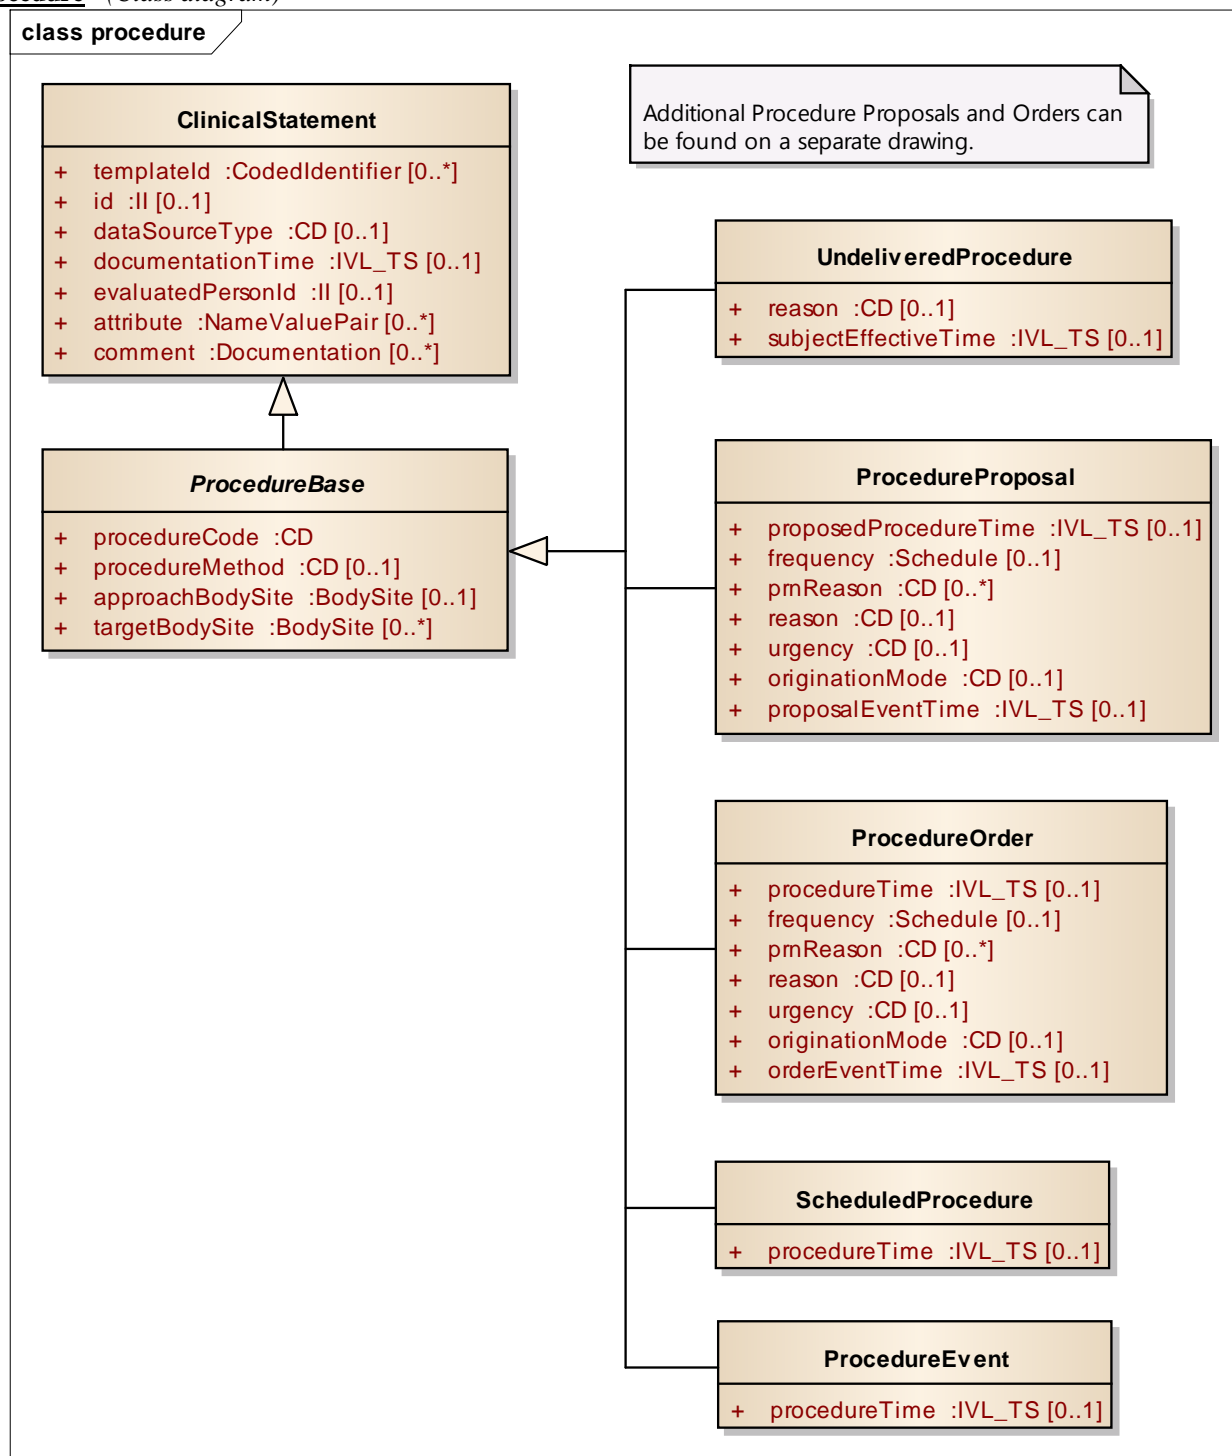 (Class diagram)
class procedure
ClinicalStatement
+ templateId :CodedIdentifier [0..*]
+ id :II [0..1]
+ dataSourceType :CD [0..1]
+ documentationTime :IVL_TS [0..1]
+ evaluatedPersonId :II [0..1]
+ attribute :NameValuePair [0..*]
+ comment :Documentation [0..*]
Additional Procedure Proposals and Orders can
be found on a separate drawing.
ProcedureBase
+ procedureCode :CD
+ procedureMethod :CD [0..1]
+ approachBodySite :BodySite [0..1]
+ targetBodySite :BodySite [0..*]
UndeliveredProcedure
+ reason :CD [0..1]
+ subjectEffectiveTime :IVL_TS [0..1]
ProcedureProposal
+ proposedProcedureTime :IVL_TS [0..1]
+ frequency :Schedule [0..1]
+ prnReason :CD [0..*]
+ reason :CD [0..1]
+ urgency :CD [0..1]
+ originationMode :CD [0..1]
+ proposalEventTime :IVL_TS [0..1]
ProcedureOrder
+ procedureTime :IVL_TS [0..1]
+ frequency :Schedule [0..1]
+ prnReason :CD [0..*]
+ reason :CD [0..1]
+ urgency :CD [0..1]
+ originationMode :CD [0..1]
+ orderEventTime :IVL_TS [0..1]
ScheduledProcedure
+ procedureTime :IVL_TS [0..1]
ProcedureEvent
+ procedureTime :IVL_TS [0..1]